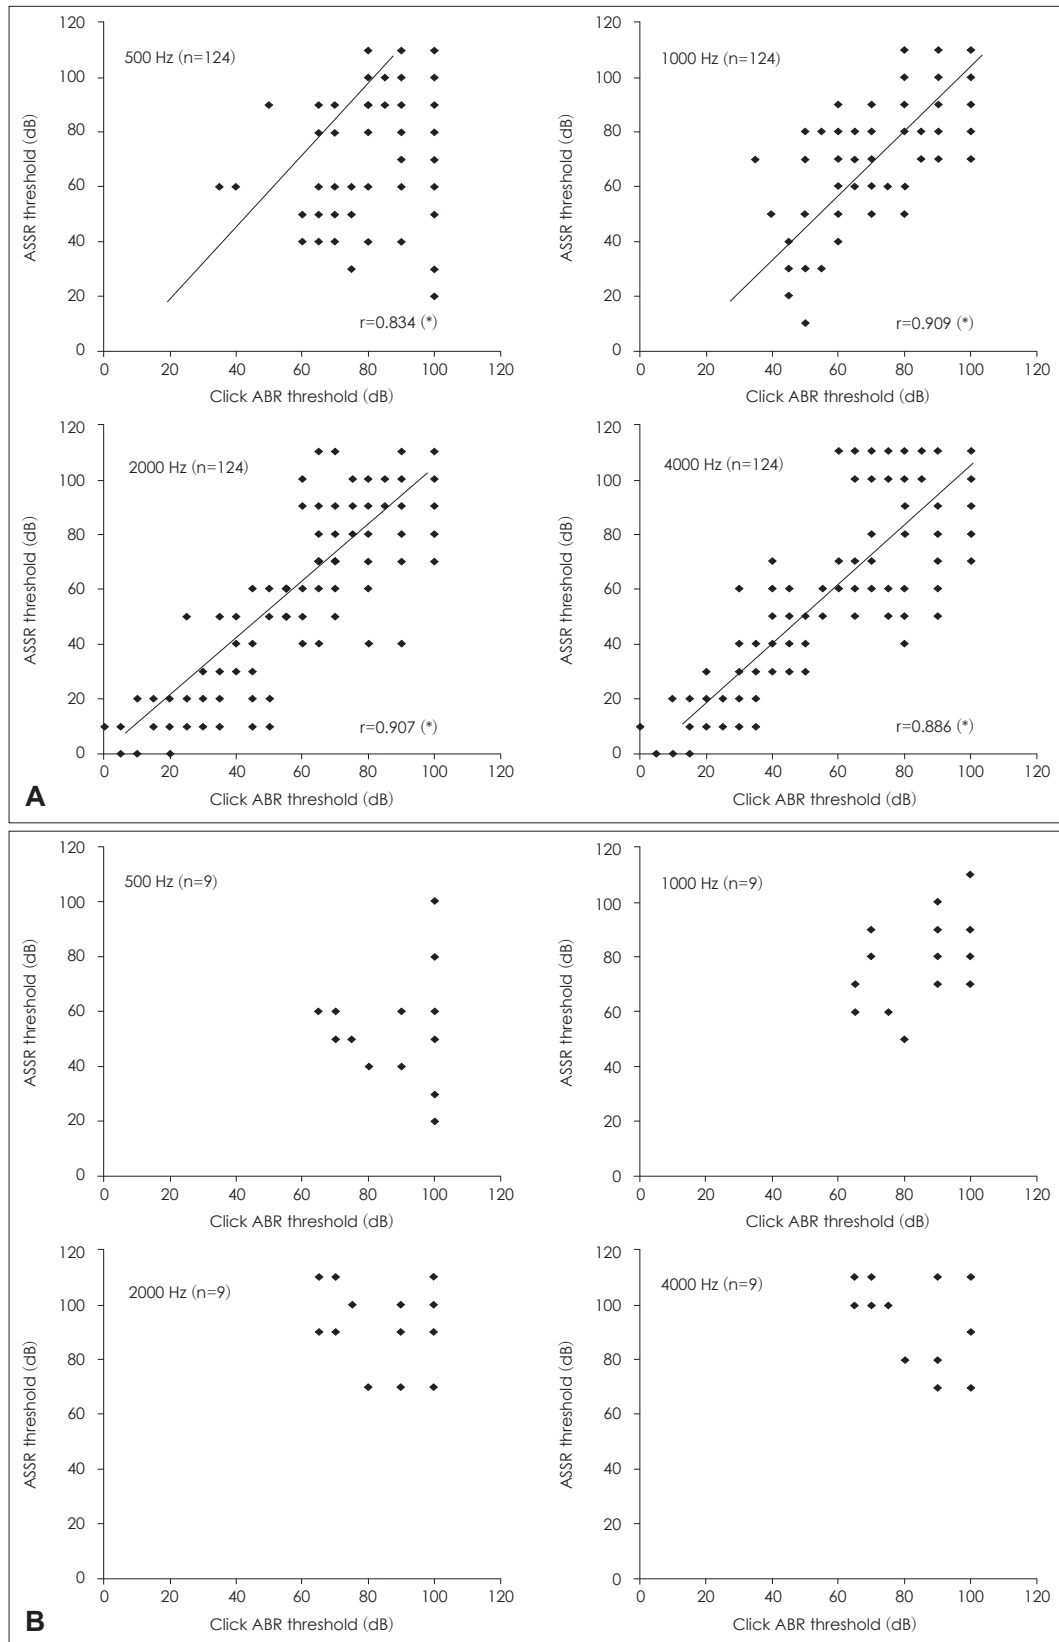 120
100
80
60
40
20
0
ASSR threshold (dB)
500 Hz (n=124)
r=0.834 (*)
0 20 40 60 80 100 120
Click ABR threshold (dB)
120
100
80
60
40
20
0
ASSR threshold (dB)
1000 Hz (n=124)
r=0.909 (*)
0 20 40 60 80 100 120
Click ABR threshold (dB)
120
100
80
60
40
20
0
ASSR threshold (dB)
2000 Hz (n=124)
r=0.907 (*)
0 20 40 60 80 100 120
Click ABR threshold (dB)
120
100
80
60
40
20
0
ASSR threshold (dB)
4000 Hz (n=124)
r=0.886 (*)
0 20 40 60 80 100 120
Click ABR threshold (dB)
A
120
100
80
60
40
20
0
ASSR threshold (dB)
500 Hz (n=9)
0 20 40 60 80 100 120
Click ABR threshold (dB)
120
100
80
60
40
20
0
ASSR threshold (dB)
1000 Hz (n=9)
0 20 40 60 80 100 120
Click ABR threshold (dB)
120
100
80
60
40
20
0
ASSR threshold (dB)
2000 Hz (n=9)
0 20 40 60 80 100 120
Click ABR threshold (dB)
120
100
80
60
40
20
0
ASSR threshold (dB)
4000 Hz (n=9)
0 20 40 60 80 100 120
Click ABR threshold (dB)
B